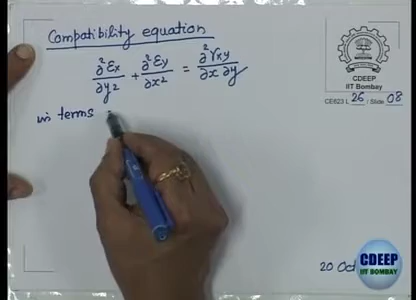 Compatibility equation
∂²εx/∂y² + ∂²εy/∂x² = ∂²γxy/∂x ∂y
in terms
CDEEP
IIT Bombay
CE623 L 26 / Slide 08
CDEEP
IIT BOMBAY
20 Oct